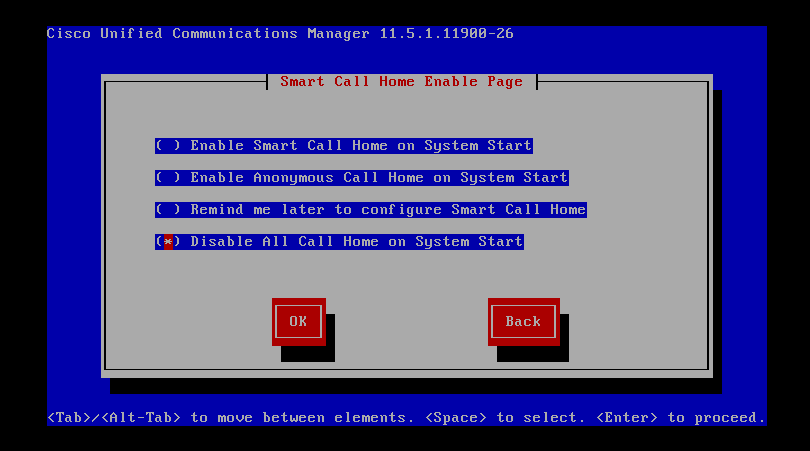 Cisco Unified Communications Manager 11.5.1.11900-26
Smart Call Home Enable Page
( ) Enable Smart Call Home on System Start
( ) Enable Anonymous Call Home on System Start
( ) Remind me later to configure Smart Call Home
(*) Disable All Call Home on System Start
OK Back
<Tab>/<Alt-Tab> to move between elements. <Space> to select. <Enter> to proceed.